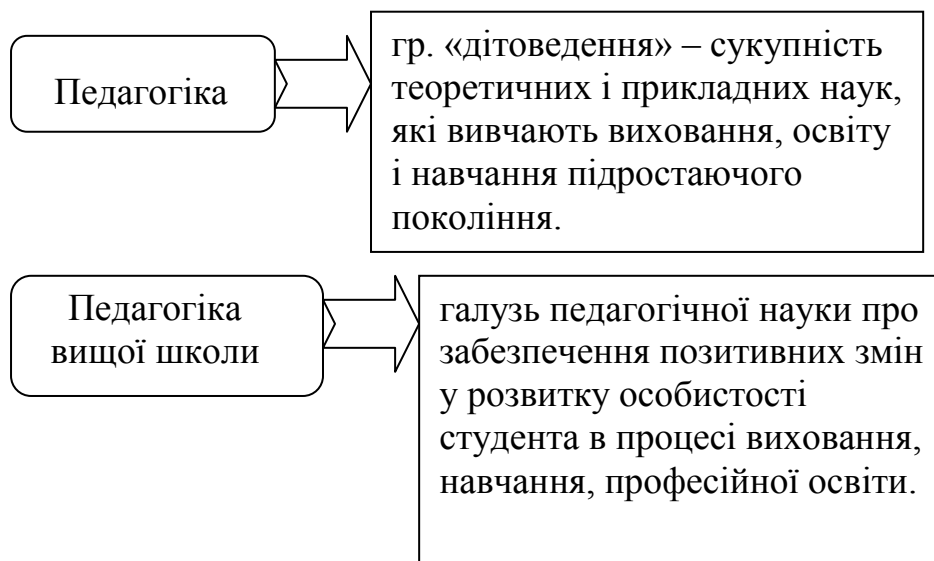 Педагогіка
гр. «дітоведення» – сукупність
теоретичних і прикладних наук,
які вивчають виховання, освіту
і навчання підростаючого
покоління.
Педагогіка
вищої школи
галузь педагогічної науки про
забезпечення позитивних змін
у розвитку особистості
студента в процесі виховання,
навчання, професійної освіти.